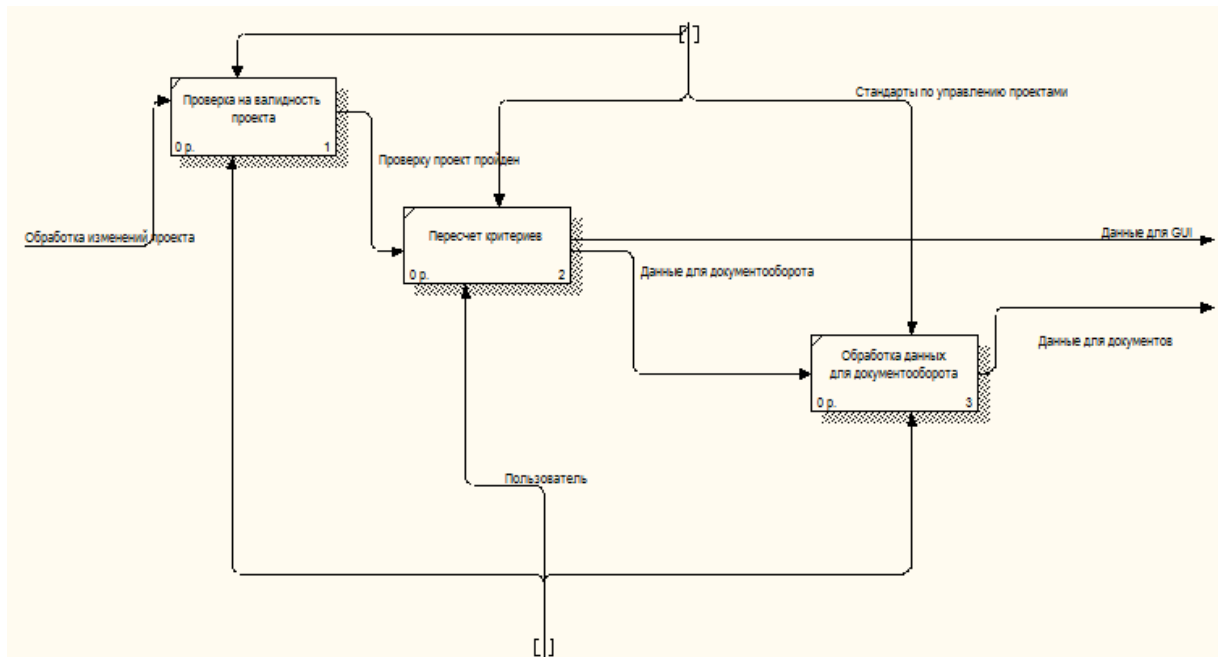 Стандарты по управлению проектами
Проверка на валидность
проекта
0 р. 1
Проверку проект пройден
Обработка изменений проекта
Пересчет критериев
0 р. 2
Данные для GUI
Данные для документооборота
Данные для документов
Обработка данных
для документооборота
0 р. 3
Пользователь